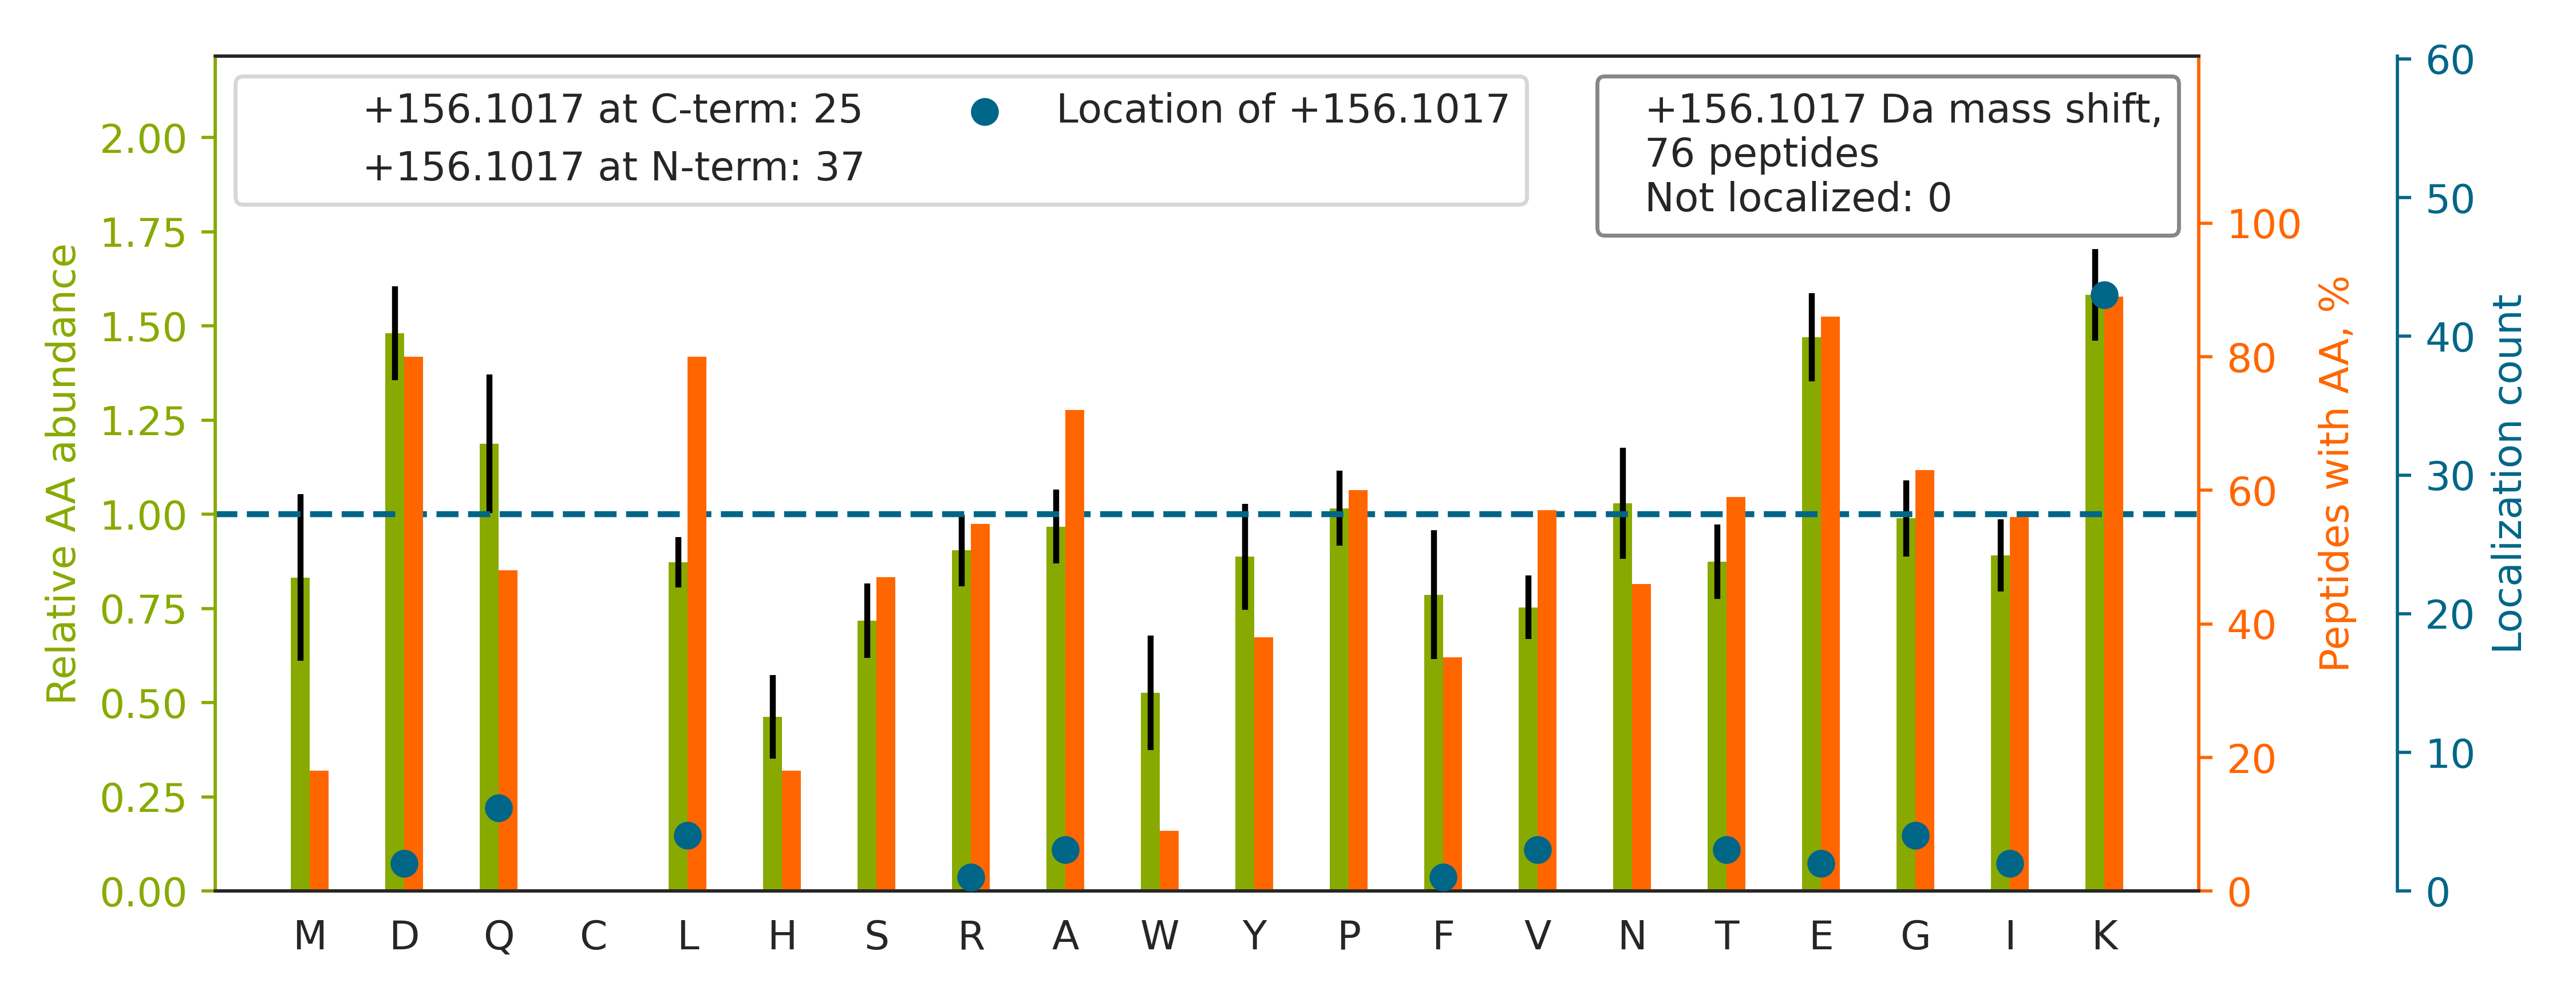 +156.1017 at C-term: 25
+156.1017 at N-term: 37
Location of +156.1017
+156.1017 Da mass shift,
76 peptides
Not localized: 0
Relative AA abundance
2.00
1.75
1.50
1.25
1.00
0.75
0.50
0.25
0.00
M D Q C L H S R A W Y P F V N T E G I K
100
80
60
40
20
0
Peptides with AA, %
60
50
40
30
20
10
0
Localization count